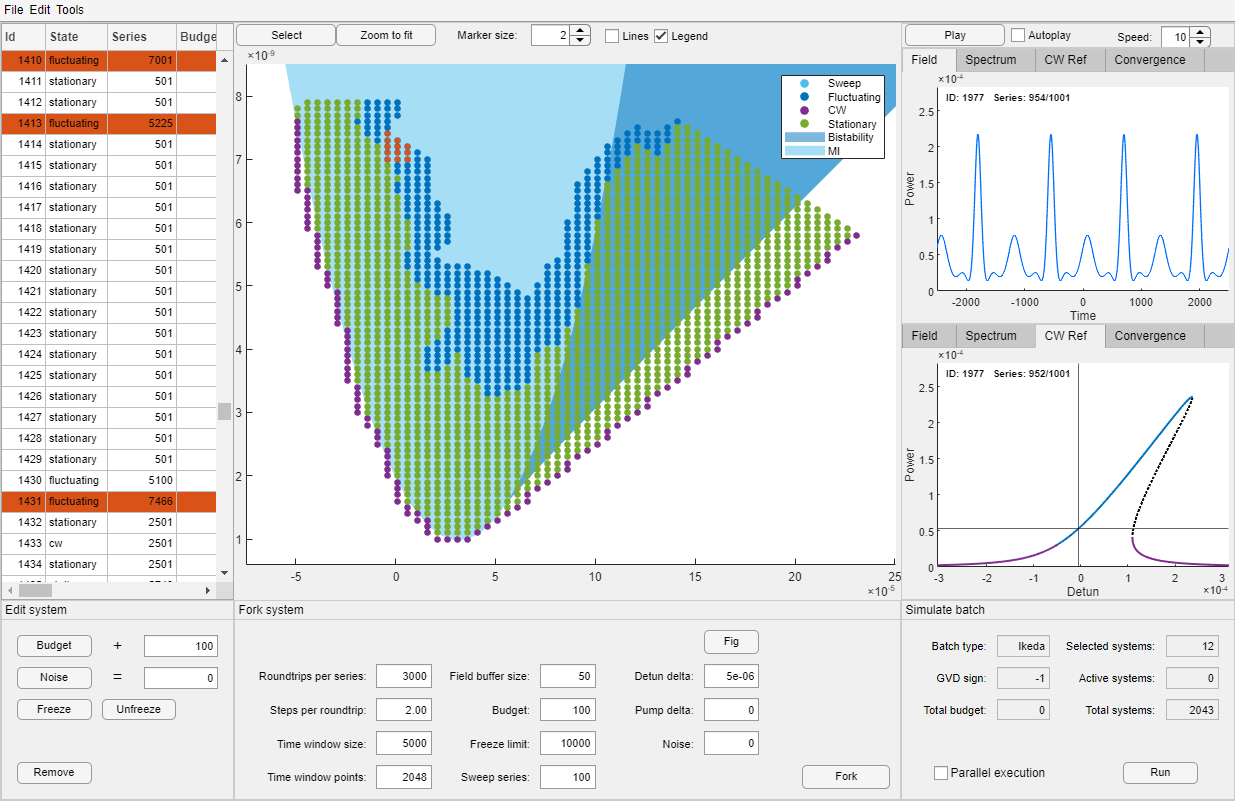 File Edit Tools
Id State Series Budge
1410 fluctuating 7001
1411 stationary 501
1412 stationary 501
1413 fluctuating 5225
1414 stationary 501
1415 stationary 501
1416 stationary 501
1417 stationary 501
1418 stationary 501
1419 stationary 501
1420 stationary 501
1421 stationary 501
1422 stationary 501
1423 stationary 501
1424 stationary 501
1425 stationary 501
1426 stationary 501
1427 stationary 501
1428 stationary 501
1429 stationary 501
1430 fluctuating 5100
1431 fluctuating 7466
1432 stationary 2501
1433 cw 2501
1434 stationary 2501
Select Zoom to fit Marker size: 2 Lines Legend
×10⁻⁹
8
7
6
5
4
3
2
1
-5 0 5 10 15 20 25
×10⁻⁵
Sweep
Fluctuating
CW
Stationary
Bistability
MI
Play Autoplay Speed: 10
Field Spectrum CW Ref Convergence
×10⁻⁴
ID: 1977 Series: 954/1001
2.5
2
1.5
1
0.5
0
Power
-2000 -1000 0 1000 2000
Time
Field Spectrum CW Ref Convergence
×10⁻⁴
ID: 1977 Series: 952/1001
2.5
2
1.5
1
0.5
0
Power
-3 -2 -1 0 1 2 3
Detun ×10⁻⁴
Edit system
Budget + 100
Noise = 0
Freeze Unfreeze
Remove
Fork system
Fig
Roundtrips per series: 3000 Field buffer size: 50 Detun delta: 5e-06
Steps per roundtrip: 2.00 Budget: 100 Pump delta: 0
Time window size: 5000 Freeze limit: 10000 Noise: 0
Time window points: 2048 Sweep series: 100 Fork
Simulate batch
Batch type: Ikeda Selected systems: 12
GVD sign: -1 Active systems: 0
Total budget: 0 Total systems: 2043
Parallel execution Run